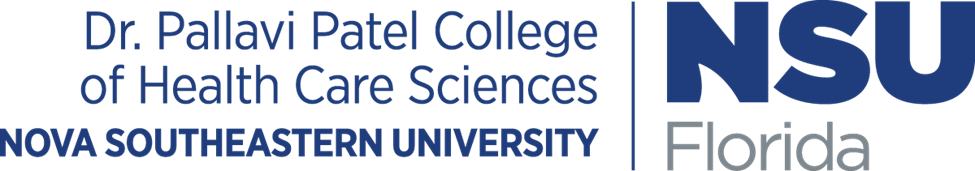 Dr. Pallavi Patel College
of Health Care Sciences
NOVA SOUTHEASTERN UNIVERSITY
NSU
Florida